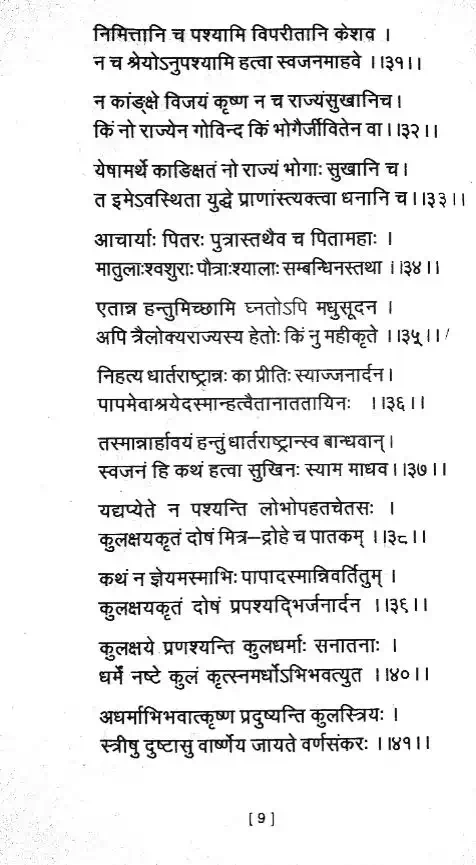 निमित्तानि च पश्यामि विपरीतानि केशव ।
न च श्रेयोऽनुपश्यामि हत्वा स्वजनमाहवे ।।३१।।
न कांङ्क्षे विजयं कृष्ण न च राज्यंसुखानिच।
किं नो राज्येन गोविन्द किं भोगैर्जीवितेन वा।।३२।।
येषामर्थे काङिक्षतं नो राज्यं भोगाः सुखानि च।
त इमेऽवस्थिता युद्धे प्राणांस्त्यक्त्वा धनानि च।।३३।।
आचार्याः पितरः पुत्रास्तथैव च पितामहाः ।
मातुलाःश्वशुराः पौत्राःश्यालाः सम्बन्धिनस्तथा ।।३४।।
एतान्न हन्तुमिच्छामि घ्नतोऽपि मधुसूदन ।
अपि त्रैलोक्यराज्यस्य हेतोः किं नु महीकृते ।।३५।।
निहत्य धार्तराष्ट्रान्नः का प्रीतिः स्याज्जनार्दन।
पापमेवाश्रयेदस्मान्हत्वैतानाततायिनः ।।३६।।
तस्मान्नार्हावयं हन्तुं धार्तराष्ट्रान्स्व बान्धवान्।
स्वजनं हि कथं हत्वा सुखिनः स्याम माधव।।३७।।
यद्यप्येते न पश्यन्ति लोभोपहतचेतसः ।
कुलक्षयकृतं दोषं मित्र–द्रोहे च पातकम् ।।३८।।
कथं न ज्ञेयमस्माभिः पापादस्मान्निवर्तितुम् ।
कुलक्षयकृतं दोषं प्रपश्यद्भिर्जनार्दन ।।३६।।
कुलक्षये प्रणश्यन्ति कुलधर्माः सनातनाः ।
धर्में नष्टे कुलं कृत्स्नमर्धोऽभिभवत्युत ।।४०।।
अधर्माभिभवात्कृष्ण प्रदुष्यन्ति कुलस्त्रियः ।
स्त्रीषु दुष्टासु वार्ष्णेय जायते वर्णसंकरः ।।४१।।
[ 9 ]